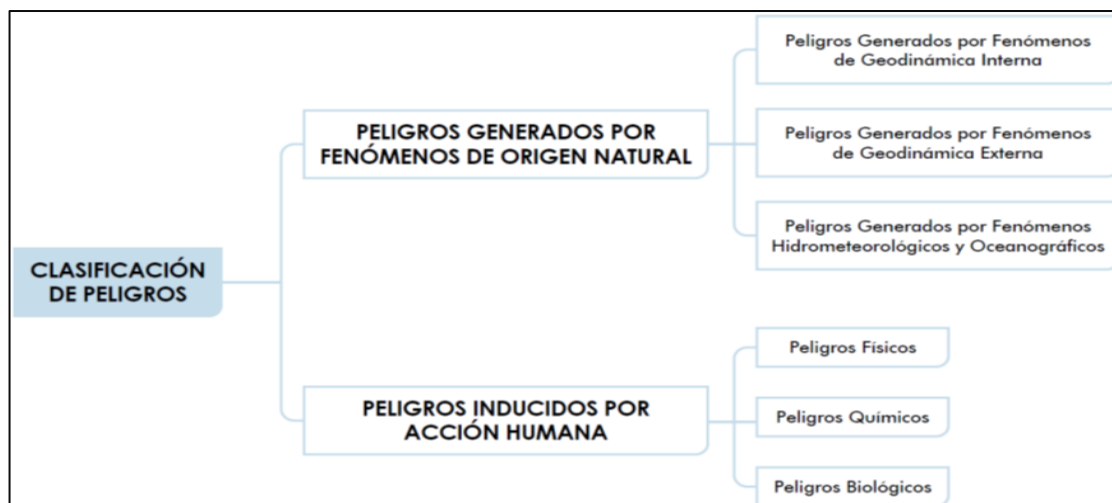 CLASIFICACIÓN
DE PELIGROS
PELIGROS GENERADOS POR
FENÓMENOS DE ORIGEN NATURAL
Peligros Generados por Fenómenos
de Geodinámica Interna
Peligros Generados por Fenómenos
de Geodinámica Externa
Peligros Generados por Fenómenos
Hidrometeorológicos y Oceanográficos
PELIGROS INDUCIDOS POR
ACCIÓN HUMANA
Peligros Físicos
Peligros Químicos
Peligros Biológicos